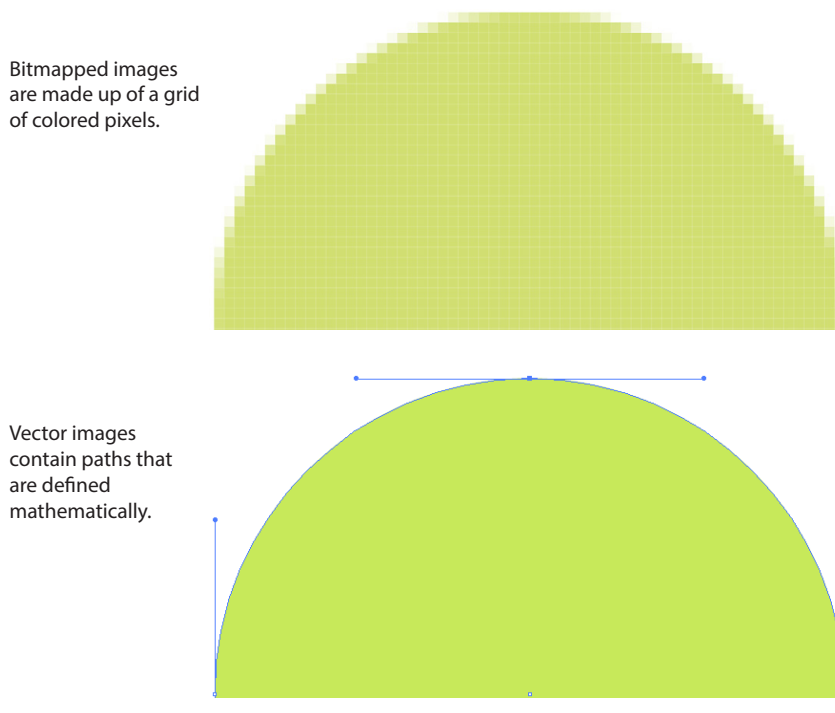 Bitmapped images
are made up of a grid
of colored pixels.
Vector images
contain paths that
are defined
mathematically.